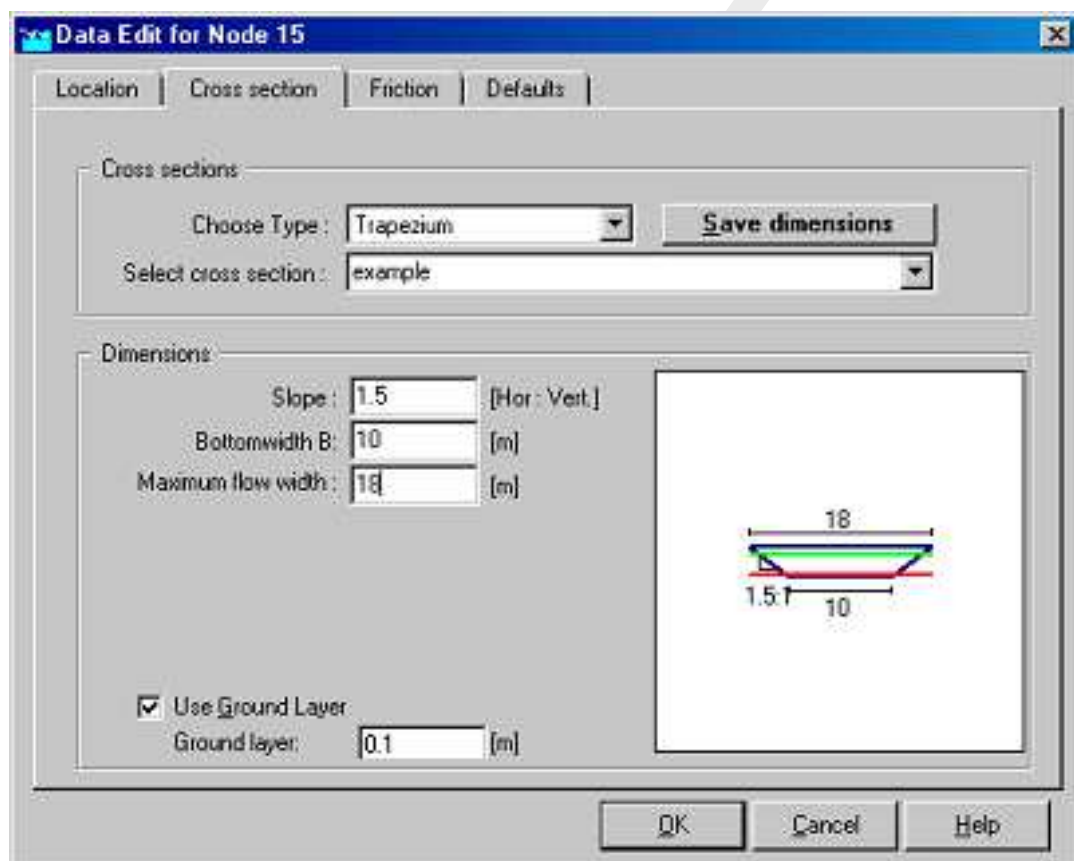 Data Edit for Node 15
Location Cross section Friction Defaults
Cross sections
Choose Type : Trapezium Save dimensions
Select cross section : example
Dimensions
Slope : 1.5 [Hor : Vert.]
Bottomwidth B: 10 [m]
Maximum flow width : 18 [m]
18
1.5:1
10
Use Ground Layer
Ground layer: 0.1 [m]
OK Cancel Help